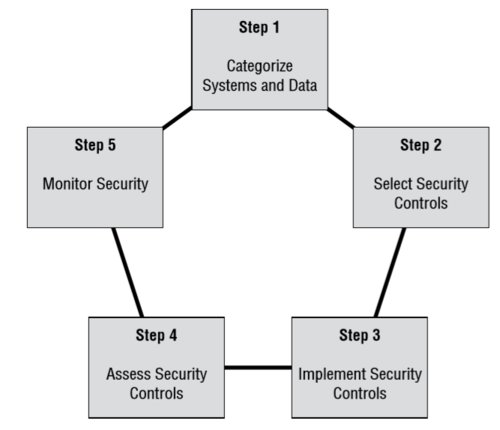 Step 1
Categorize
Systems and Data
Step 2
Select Security
Controls
Step 3
Implement Security
Controls
Step 4
Assess Security
Controls
Step 5
Monitor Security